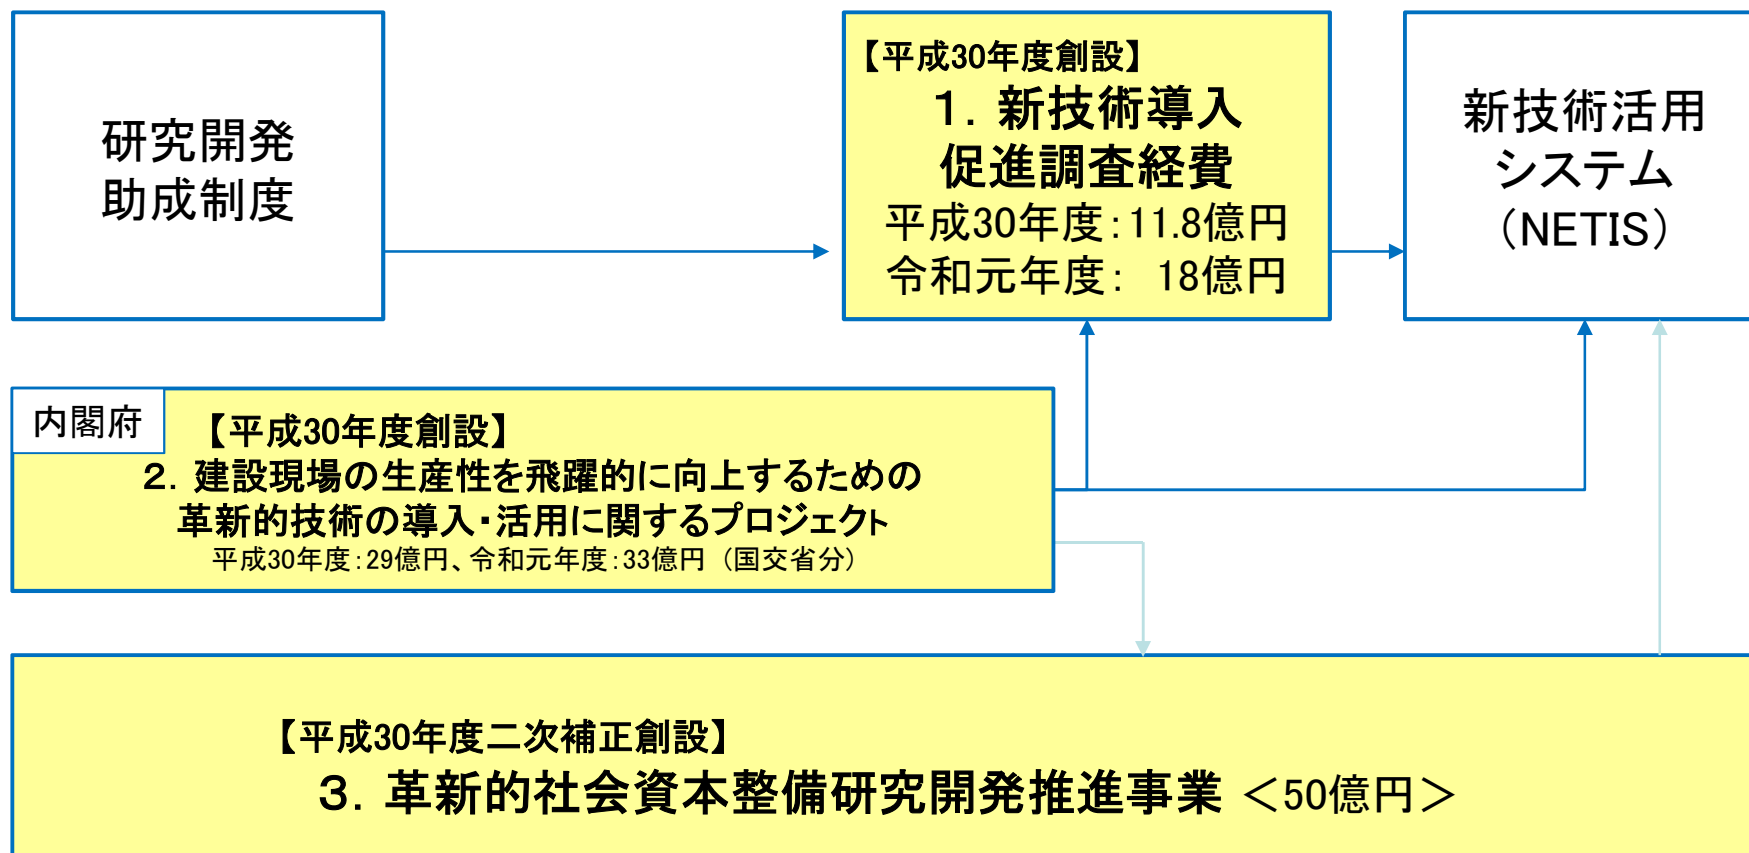 研究開発
助成制度
【平成30年度創設】
１．新技術導入
促進調査経費
平成30年度：11.8億円
令和元年度： 18億円
新技術活用
システム
（NETIS）
内閣府
【平成30年度創設】
２．建設現場の生産性を飛躍的に向上するための
革新的技術の導入・活用に関するプロジェクト
平成30年度：29億円、令和元年度：33億円（国交省分）
【平成30年度二次補正創設】
３．革新的社会資本整備研究開発推進事業 ＜50億円＞